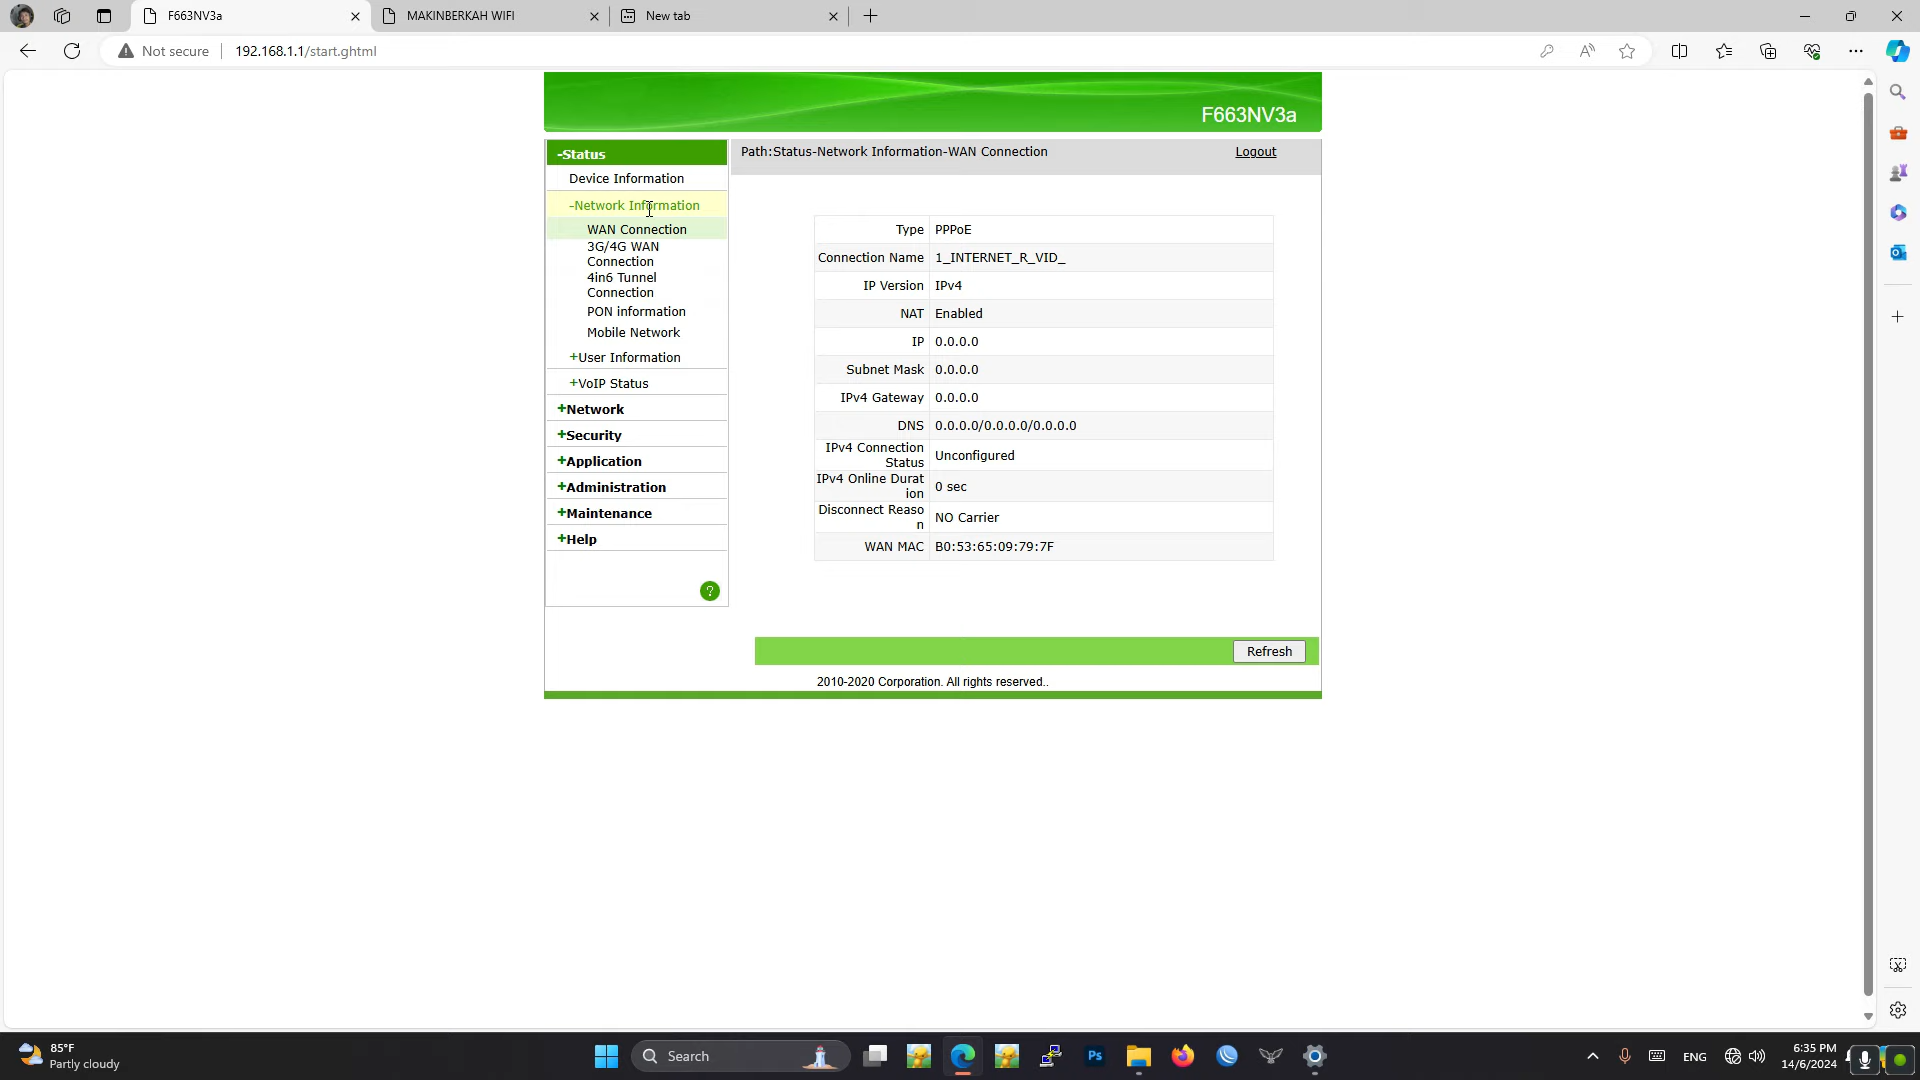 F663NV3a
MAKINBERKAH WIFI
New tab
Not secure
192.168.1.1/start.ghtml
F663NV3a
-Status
Device Information
-Network Information
WAN Connection
3G/4G WAN
Connection
4in6 Tunnel
Connection
PON information
Mobile Network
+User Information
+VoIP Status
+Network
+Security
+Application
+Administration
+Maintenance
+Help
?
Path:Status-Network Information-WAN Connection
Logout
Type PPPoE
Connection Name 1_INTERNET_R_VID_
IP Version IPv4
NAT Enabled
IP 0.0.0.0
Subnet Mask 0.0.0.0
IPv4 Gateway 0.0.0.0
DNS 0.0.0.0/0.0.0.0/0.0.0.0
IPv4 Connection
Status Unconfigured
IPv4 Online Durat
ion 0 sec
Disconnect Reaso
n NO Carrier
WAN MAC B0:53:65:09:79:7F
Refresh
2010-2020 Corporation. All rights reserved..
85°F
Partly cloudy
Search
Ps
ENG
6:35 PM
14/6/2024